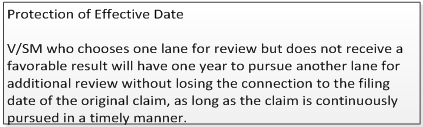 Protection of Effective Date
V/SM who chooses one lane for review but does not receive a
favorable result will have one year to pursue another lane for
additional review without losing the connection to the filing
date of the original claim, as long as the claim is continuously
pursued in a timely manner.